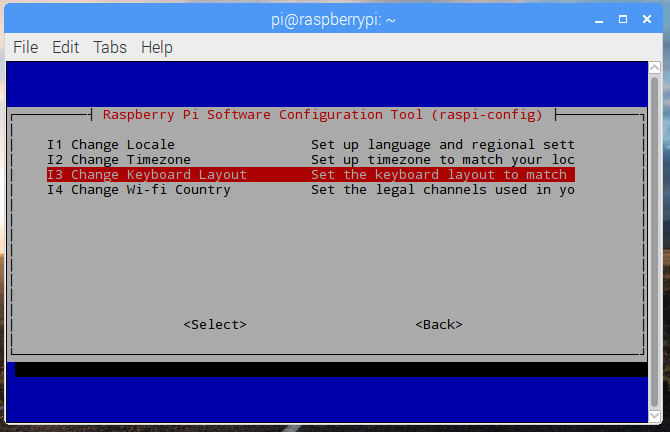 pi@raspberrypi: ~
File Edit Tabs Help
Raspberry Pi Software Configuration Tool (raspi-config)
I1 Change Locale Set up language and regional sett
I2 Change Timezone Set up timezone to match your loc
I3 Change Keyboard Layout Set the keyboard layout to match
I4 Change Wi-fi Country Set the legal channels used in yo
<Select> <Back>